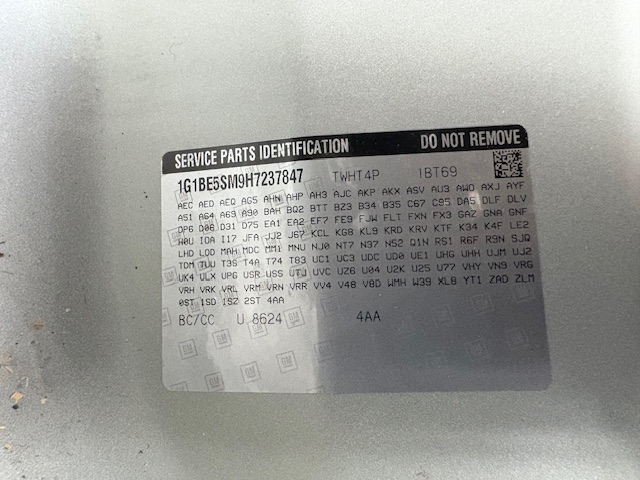 SERVICE PARTS IDENTIFICATION DO NOT REMOVE
1G1BE5SM9H7237847 TWHT4P 1BT69
AEC AED AEQ AG5 AHN AHP AH3 AJC AKP AKX ASV AU3 AWO AXJ AYF
A51 A64 A69 A90 BAH BQ2 BTT BZ3 B34 B35 C67 C95 DA5 DLF DLV
DP6 D06 D31 D75 EA1 EA2 EF7 FE9 FJW FLT FXN FX3 GAZ GNA GNF
H0U IOA I17 JFA JJ2 J67 KCL KG8 KL9 KRD KRV KTF K34 K4F LE2
LHD LOD MAH MDC MM1 MNU NJ0 NT7 N37 NS2 Q1N RS1 R6F R9N SJQ
TDM TUU T3S T4A T74 T83 UC1 UC3 UDC UD0 UE1 UHG UHH UJM UJ2
UK4 ULX UPG USR USS UTJ UVC UZ6 U04 U2K U25 U77 VHY VN9 VRG
VRH VRK VRL VRM VRN VRR VV4 V48 V8D WMH W39 XL8 YT1 ZAD ZLM
0ST 1SD 1SZ 2ST 4AA
BC/CC U 8624 4AA